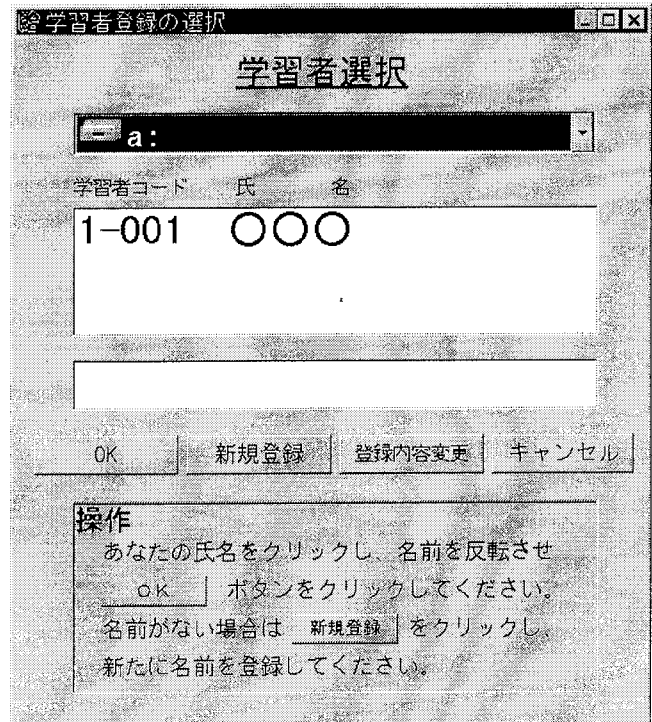 学習者登録の選択
学習者選択
a:
学習者コード 氏 名
1-001 〇〇〇
OK 新規登録 登録内容変更 キャンセル
操作
あなたの氏名をクリックし、名前を反転させ
OK ボタンをクリックしてください。
名前がない場合は 新規登録 をクリックし、
新たに名前を登録してください。